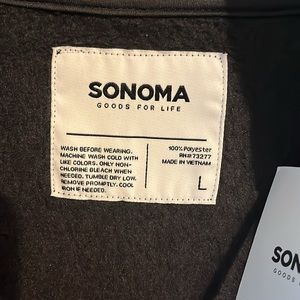 SONOMA
GOODS FOR LIFE
WASH BEFORE WEARING.
MACHINE WASH COLD WITH
LIKE COLORS. ONLY NON-
CHLORINE BLEACH WHEN
NEEDED. TUMBLE DRY LOW.
REMOVE PROMPTLY. COOL
IRON IF NEEDED.
100% Polyester
RN#73277
MADE IN VIETNAM
L
SON
GOODS